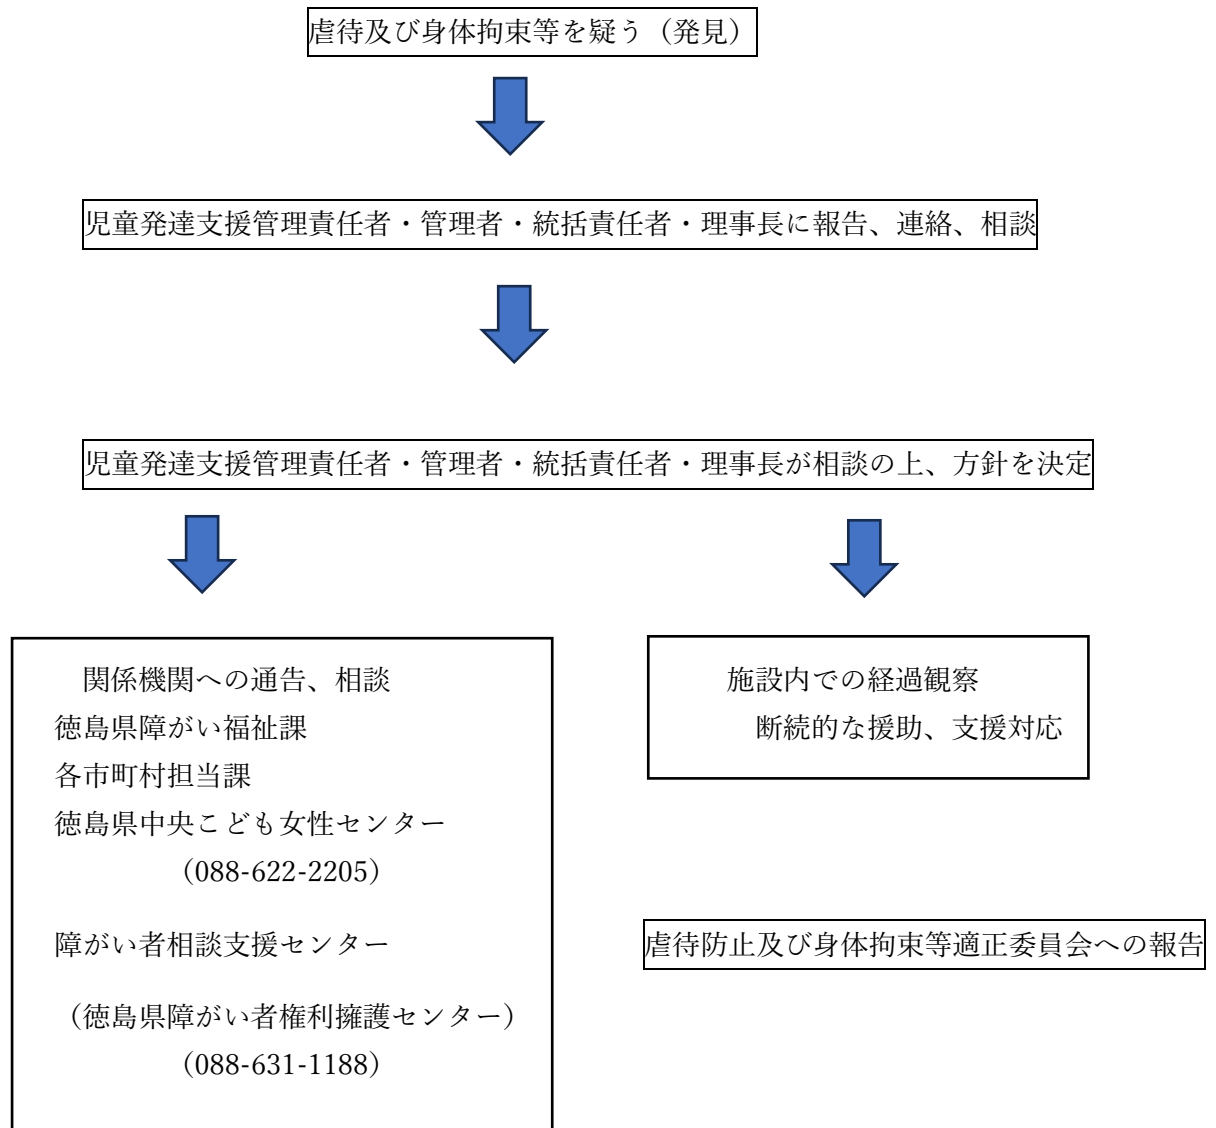 虐待及び身体拘束等を疑う（発見）
児童発達支援管理責任者・管理者・統括責任者・理事長に報告、連絡、相談
児童発達支援管理責任者・管理者・統括責任者・理事長が相談の上、方針を決定
関係機関への通告、相談
徳島県障がい福祉課
各市町村担当課
徳島県中央こども女性センター
（088-622-2205）
障がい者相談支援センター
（徳島県障がい者権利擁護センター）
（088-631-1188）
施設内での経過観察
断続的な援助、支援対応
虐待防止及び身体拘束等適正委員会への報告